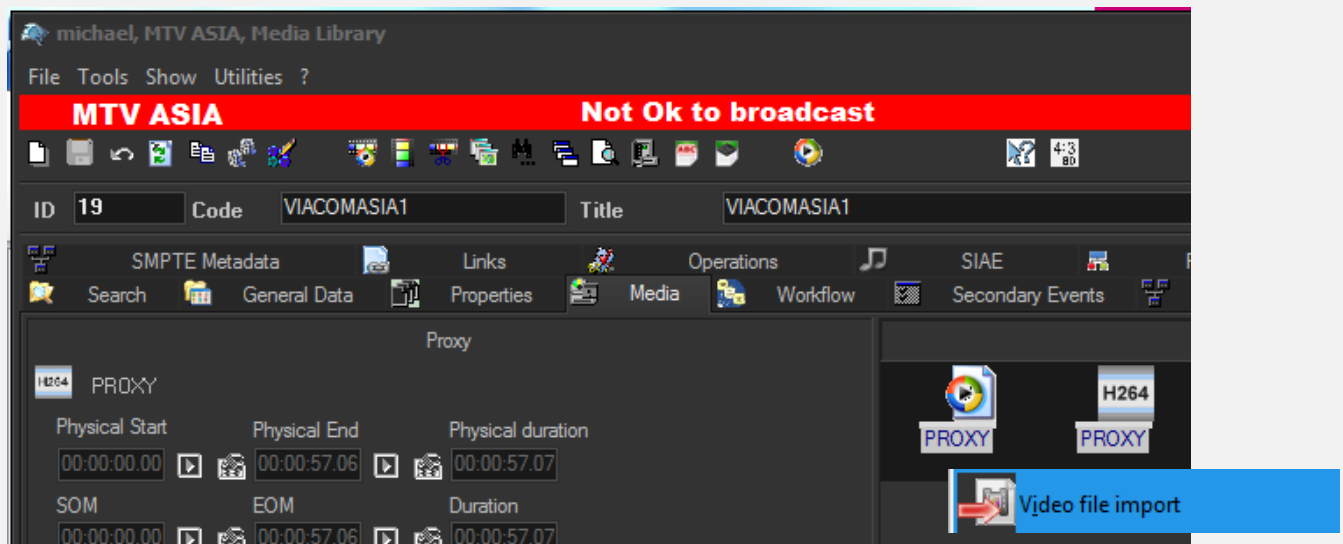 michael, MTV ASIA, Media Library
File Tools Show Utilities ?
MTV ASIA Not Ok to broadcast
ABC 4:3
ID 19 Code VIACOMASIA1 Title VIACOMASIA1
SMPTE Metadata Links Operations SIAE
Search General Data Properties Media Workflow Secondary Events
Proxy
H264 PROXY H264
Physical Start Physical End Physical duration PROXY PROXY
00:00:00.00 00:00:57.06 00:00:57.07
SOM EOM Duration Video file import
00:00:00.00 00:00:57.06 00:00:57.07